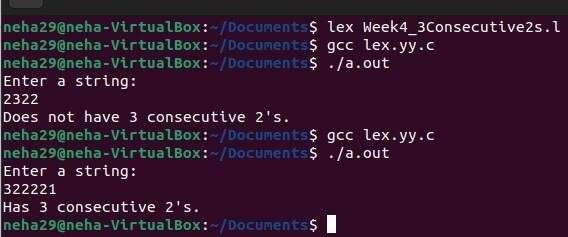 neha29@neha-VirtualBox:~/Documents$ lex Week4_3Consecutive2s.l
neha29@neha-VirtualBox:~/Documents$ gcc lex.yy.c
neha29@neha-VirtualBox:~/Documents$ ./a.out
Enter a string:
2322
Does not have 3 consecutive 2's.
neha29@neha-VirtualBox:~/Documents$ gcc lex.yy.c
neha29@neha-VirtualBox:~/Documents$ ./a.out
Enter a string:
322221
Has 3 consecutive 2's.
neha29@neha-VirtualBox:~/Documents$